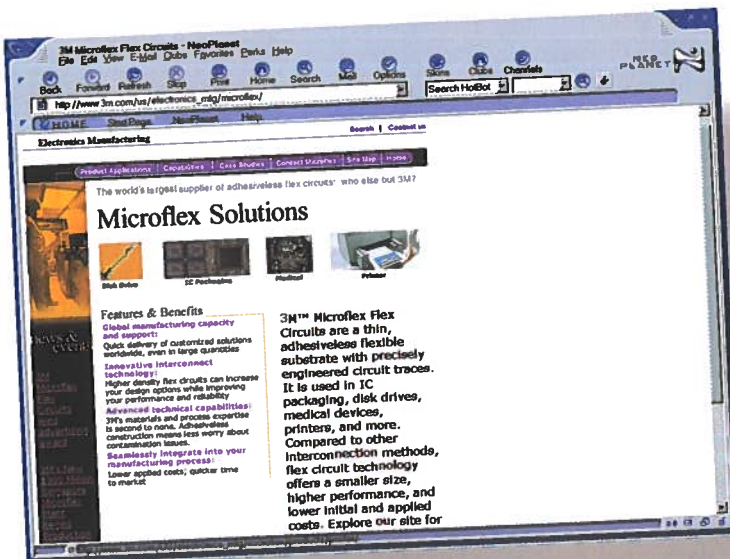 3M Microflex Flex Circuits - NeoPlanet
File Edit View E-Mail Clubs Favorites Perks Help
Back Forward Refresh Stop Print Home Search Mail Options Skins Clubs Channels
NEO PLANET
http://www.3m.com/us/electronics_mfg/microflex/
Search HotBot
HOME Start Page NeoPlanet Help
Electronics Manufacturing
Search | Contact us
Product Applications | Capabilities | Case Studies | Contact Microflex | Site Map | Home
The world's largest supplier of adhesiveless flex circuits who else but 3M?
Microflex Solutions
Disk Drive
IC Packaging
Medical
Printer
news & events
Features & Benefits
Global manufacturing capacity
and support:
Quick delivery of customized solutions
worldwide, even in large quantities
Innovative interconnect
technology:
Higher density flex circuits can increase
your design options while improving
your performance and reliability
Advanced technical capabilities:
3M's materials and process expertise
is second to none. Adhesiveless
construction means less worry about
contamination issues.
Seamlessly integrate into your
manufacturing process:
Lower applied costs; quicker time
to market
3M™ Microflex Flex
Circuits are a thin,
adhesiveless flexible
substrate with precisely
engineered circuit traces.
It is used in IC
packaging, disk drives,
medical devices,
printers, and more.
Compared to other
interconnection methods,
flex circuit technology
offers a smaller size,
higher performance, and
lower initial and applied
costs. Explore our site for